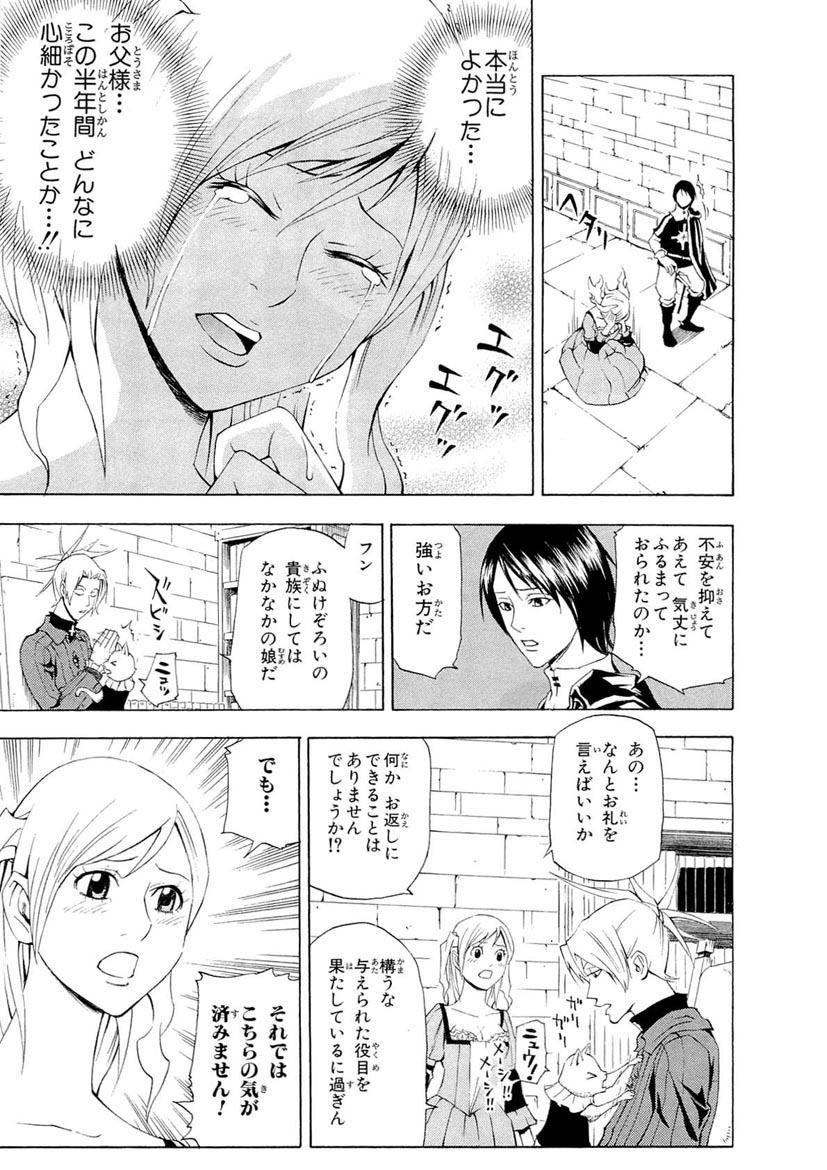 ヘタッ
本当に
よかった…
お父様…
この半年間 どんなに
心細かったことか…!!
エグッ
エグッ
不安を抑えて
あえて 気丈に
ふるまって
おられたのか…
強いお方だ
フン
ふぬけぞろいの
貴族にしては
なかなかの娘だ
ズビシ
ニュッ
あの…
なんとお礼を
言えばいいか
何か お返しに
できることは
ありません
でしょうか!?
ガリ
ガリ
ニュウ!
メーシ!!
メーシ!!
構うな
与えられた役目を
果たしているに過ぎん
でも…
それでは
こちらの気が
済みません!